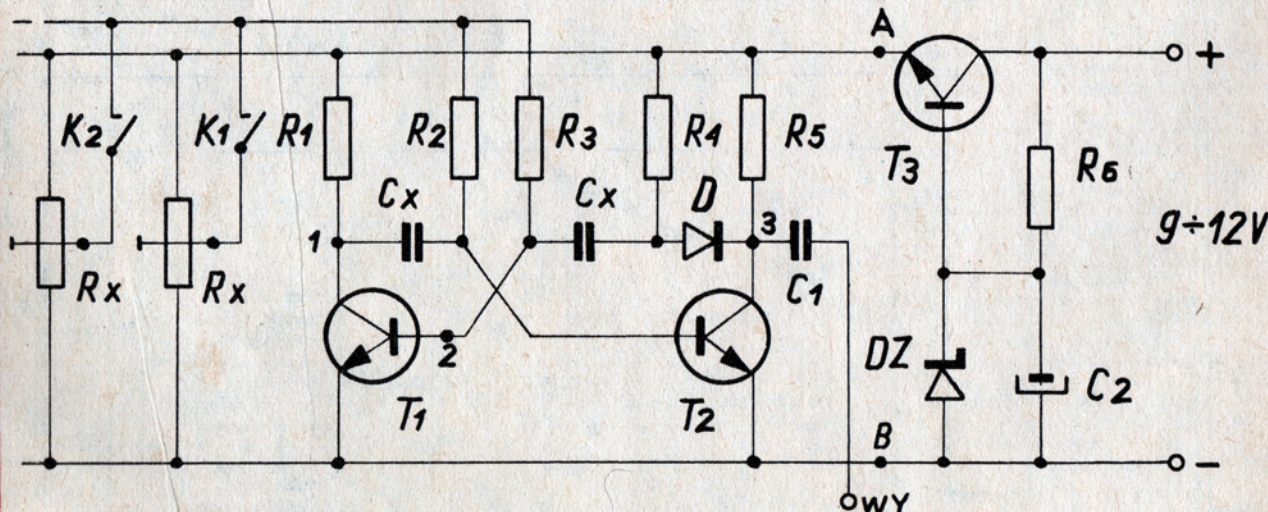 A
+
K2
K1
R1
R2
R3
R4
R5
T3
R6
9÷12V
Cx
Cx
D
1
3
Rx
Rx
C1
2
DZ
C2
T1
T2
B
−
WY